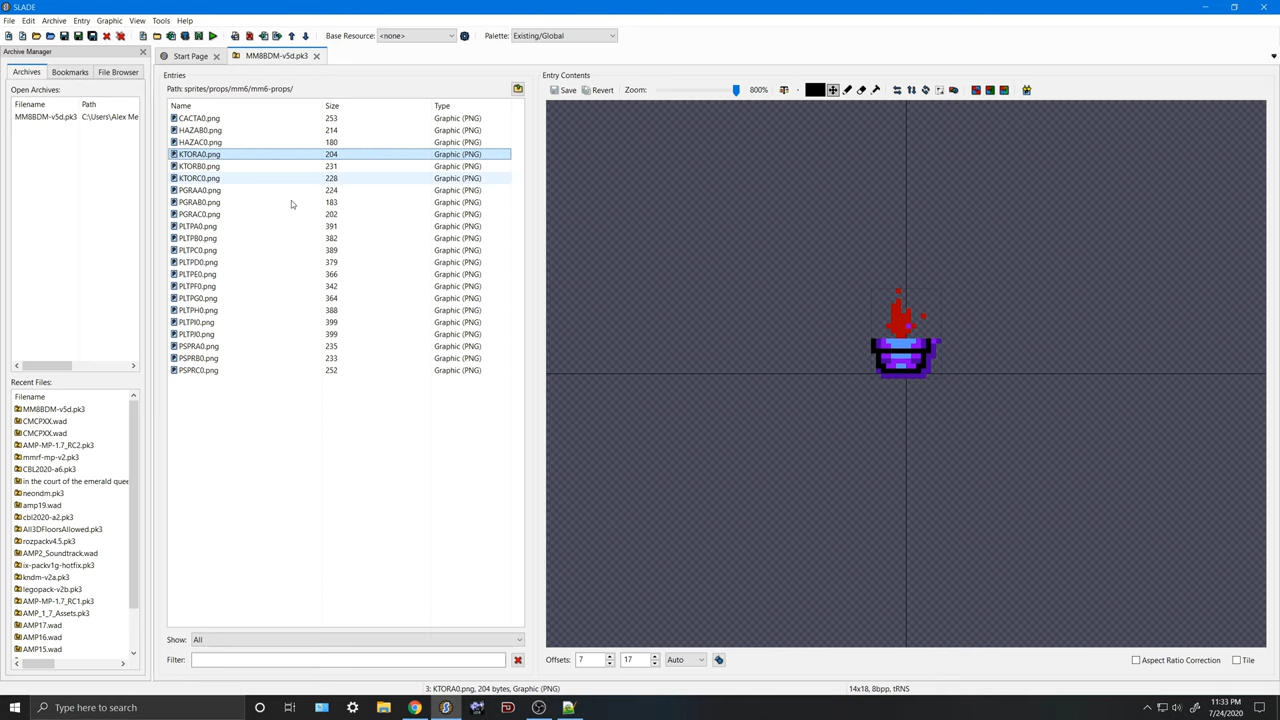 SLADE
File Edit Archive Entry Graphic View Tools Help
Base Resource: <none> Palette: Existing/Global
Archive Manager
Start Page MM8BDM-v5d.pk3
Archives Bookmarks File Browser
Open Archives:
Filename Path
MM8BDM-v5d.pk3 C:\Users\Alex Me
Recent Files:
Filename
MM8BDM-v5d.pk3
CMCPXX.wad
CMCPXX.wad
AMP-MP-1.7_RC2.pk3
mmrf-mp-v2.pk3
CBL2020-a6.pk3
in the court of the emerald quee
neondm.pk3
amp19.wad
cbl2020-a2.pk3
All3DFloorsAllowed.pk3
rozpackv4.5.pk3
AMP2_Soundtrack.wad
ix-packv1g-hotfix.pk3
kndm-v2a.pk3
legopack-v2b.pk3
AMP-MP-1.7_RC1.pk3
AMP_1_7_Assets.pk3
AMP17.wad
AMP16.wad
AMP15.wad
Entries
Path: sprites/props/mm6/mm6-props/
Name Size Type
CACTA0.png 253 Graphic (PNG)
HAZAB0.png 214 Graphic (PNG)
HAZAC0.png 180 Graphic (PNG)
KTORA0.png 204 Graphic (PNG)
KTORB0.png 231 Graphic (PNG)
KTORC0.png 228 Graphic (PNG)
PGRAA0.png 224 Graphic (PNG)
PGRAB0.png 183 Graphic (PNG)
PGRAC0.png 202 Graphic (PNG)
PLTPA0.png 391 Graphic (PNG)
PLTPB0.png 382 Graphic (PNG)
PLTPC0.png 389 Graphic (PNG)
PLTPD0.png 379 Graphic (PNG)
PLTPE0.png 366 Graphic (PNG)
PLTPF0.png 342 Graphic (PNG)
PLTPG0.png 364 Graphic (PNG)
PLTPH0.png 388 Graphic (PNG)
PLTPI0.png 399 Graphic (PNG)
PLTPJ0.png 399 Graphic (PNG)
PSPRA0.png 235 Graphic (PNG)
PSPRB0.png 233 Graphic (PNG)
PSPRC0.png 252 Graphic (PNG)
Show: All
Filter:
Entry Contents
Save Revert Zoom: 800%
Offsets: 7 17 Auto Aspect Ratio Correction Tile
3: KTORA0.png, 204 bytes, Graphic (PNG) 14x18, 8bpp, tRNS
Type here to search
11:33 PM
7/24/2020